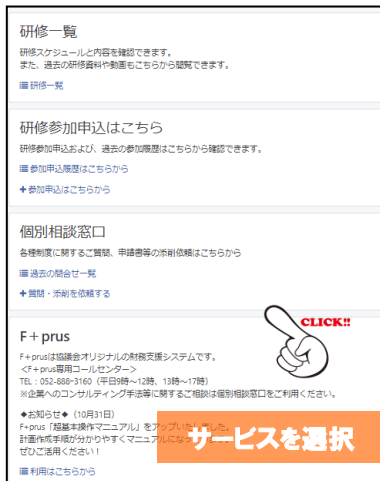 研修一覧
研修スケジュールと内容を確認できます。
また、過去の研修資料や動画もこちらから閲覧できます。
研修一覧
研修参加申込はこちら
研修参加申込および、過去の参加履歴はこちらから確認できます。
参加申込履歴はこちらから
+参加申込はこちらから
個別相談窓口
各種制度に関するご質問、申請書等の添削依頼はこちらから
過去の問合せ一覧
+質問・添削を依頼する
CLICK!!
F+prus
F+prusは協議会オリジナルの財務支援システムです。
<F+prus専用コールセンター>
TEL:052-888-3160(平日9時~12時、13時~17時)
※企業へのコンサルティング手法等に関するご相談は個別相談窓口をご利用ください。
◆お知らせ◆(10月31日)
F+prus「超基本操作マニュアル」をアップいたしました。
計画作成手順が分かりやすくマニュアルになって
ぜひご活用ください!
サービスを選択
利用はこちらから